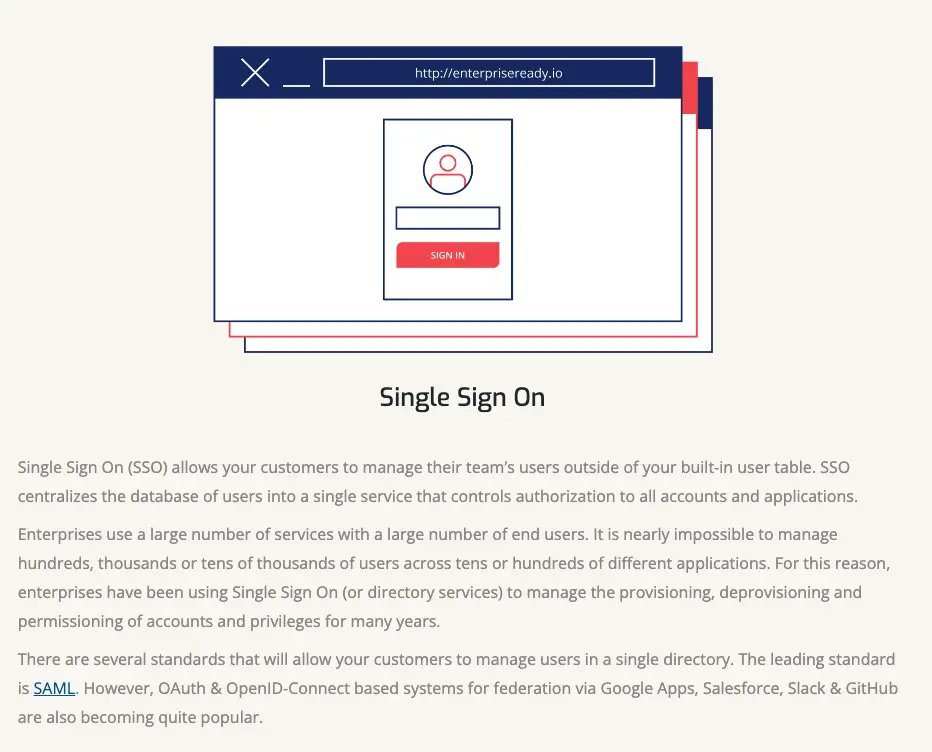 http://enterpriseready.io
SIGN IN
Single Sign On
Single Sign On (SSO) allows your customers to manage their team’s users outside of your built-in user table. SSO
centralizes the database of users into a single service that controls authorization to all accounts and applications.
Enterprises use a large number of services with a large number of end users. It is nearly impossible to manage
hundreds, thousands or tens of thousands of users across tens or hundreds of different applications. For this reason,
enterprises have been using Single Sign On (or directory services) to manage the provisioning, deprovisioning and
permissioning of accounts and privileges for many years.
There are several standards that will allow your customers to manage users in a single directory. The leading standard
is SAML. However, OAuth & OpenID-Connect based systems for federation via Google Apps, Salesforce, Slack & GitHub
are also becoming quite popular.